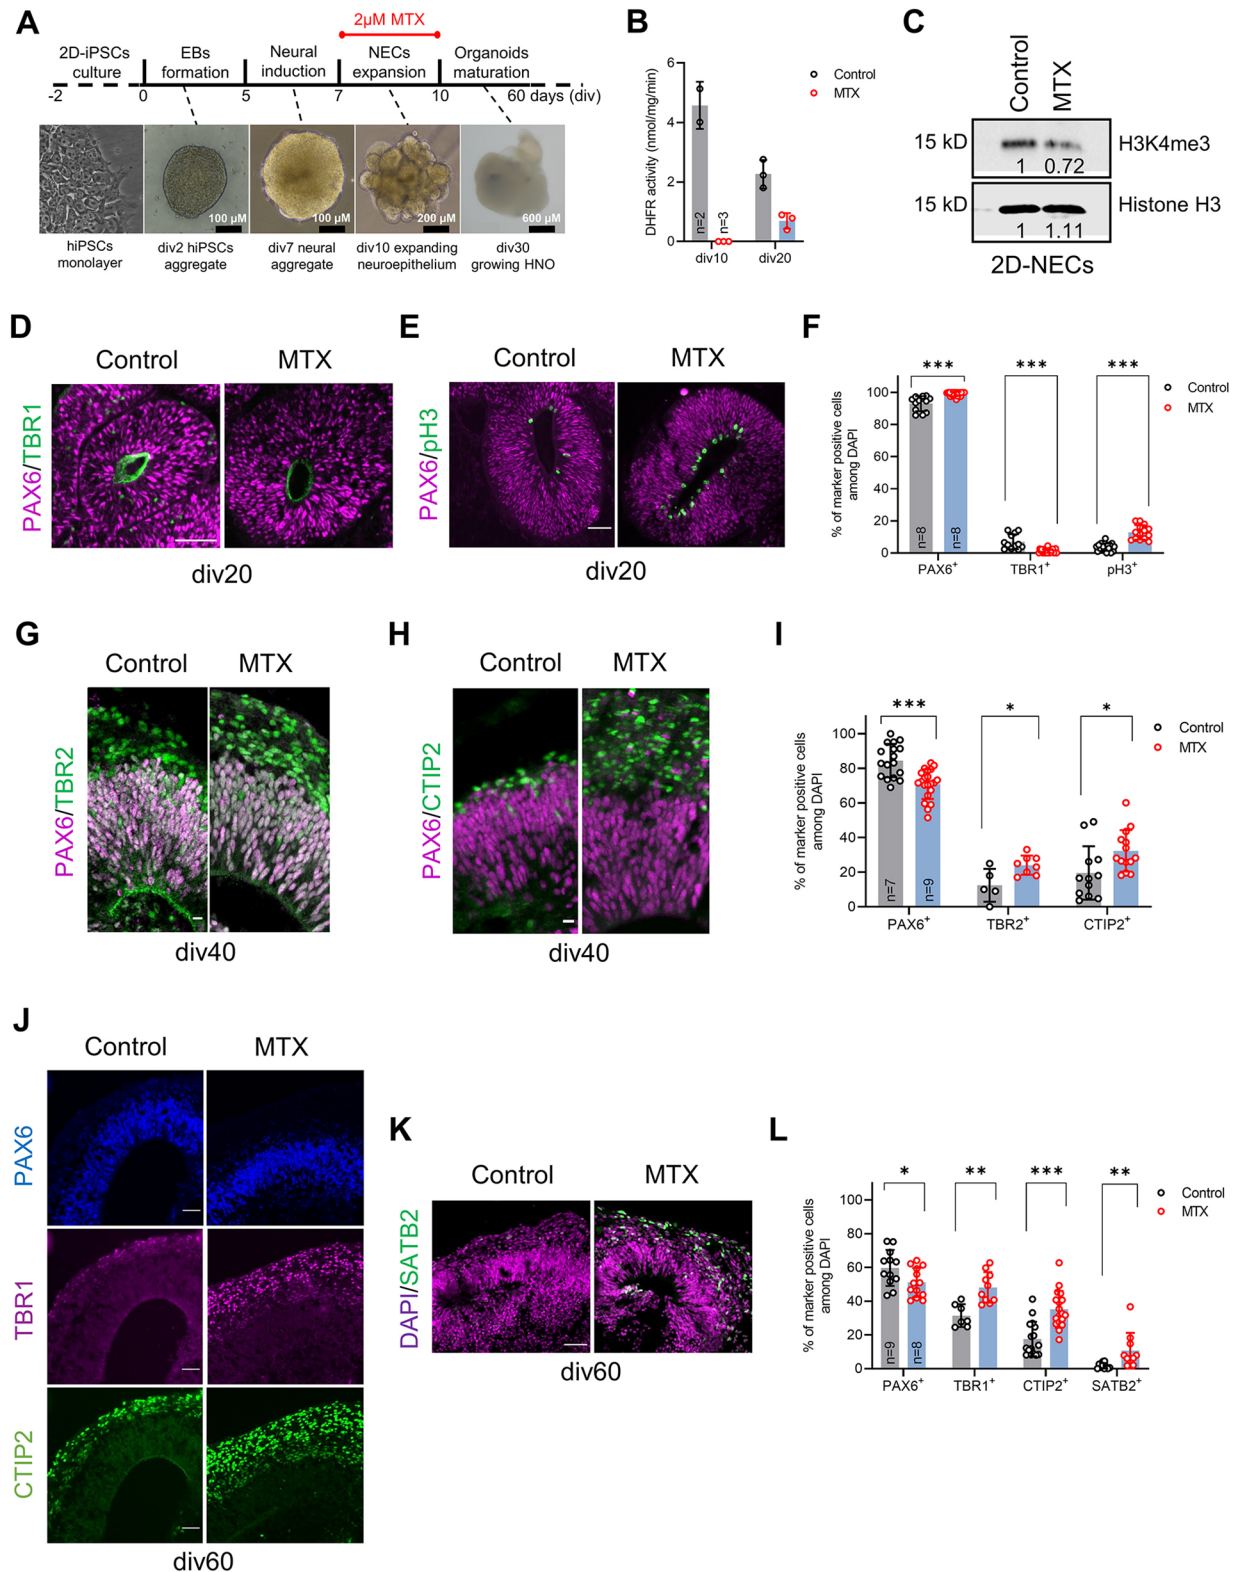 A
2µM MTX
2D-iPSCs culture
EBs formation
Neural induction
NECs expansion
Organoids maturation
-2
0
5
7
10
60 days (div)
100 µM
100 µM
200 µM
600 µM
hiPSCs monolayer
div2 hiPSCs aggregate
div7 neural aggregate
div10 expanding neuroepithelium
div30 growing HNO
B
DHFR activity (nmol/mg/min)
6
4
2
0
n=2
n=3
div10
div20
Control
MTX
C
Control
MTX
15 kD
H3K4me3
1
0.72
15 kD
Histone H3
1
1.11
2D-NECs
D
Control
MTX
PAX6/TBR1
div20
E
Control
MTX
PAX6/pH3
div20
F
% of marker positive cells among DAPI
100
80
60
40
20
0
***
***
***
n=8
n=8
PAX6+
TBR1+
pH3+
Control
MTX
G
Control
MTX
PAX6/TBR2
div40
H
Control
MTX
PAX6/CTIP2
div40
I
% of marker positive cells among DAPI
100
80
60
40
20
0
***
*
*
n=7
n=9
PAX6+
TBR2+
CTIP2+
Control
MTX
J
Control
MTX
PAX6
TBR1
CTIP2
div60
K
Control
MTX
DAPI/SATB2
div60
L
% of marker positive cells among DAPI
100
80
60
40
20
0
*
**
***
**
n=9
n=8
PAX6+
TBR1+
CTIP2+
SATB2+
Control
MTX